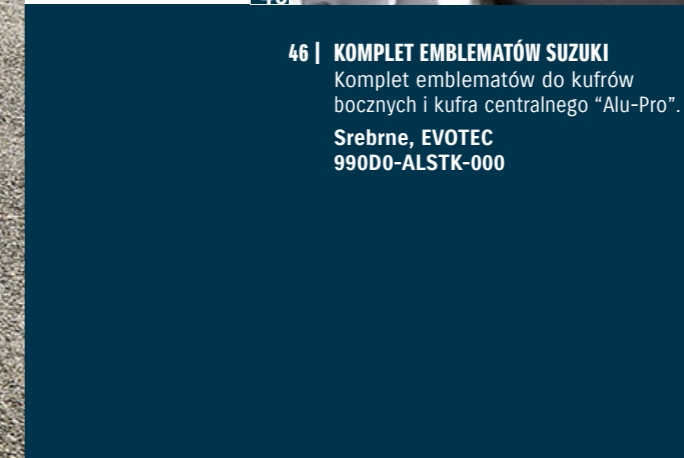 46 | KOMPLET EMBLEMATÓW SUZUKI
Komplet emblematów do kufrów
bocznych i kufra centralnego “Alu-Pro”.
Srebrne, EVOTEC
990D0-ALSTK-000